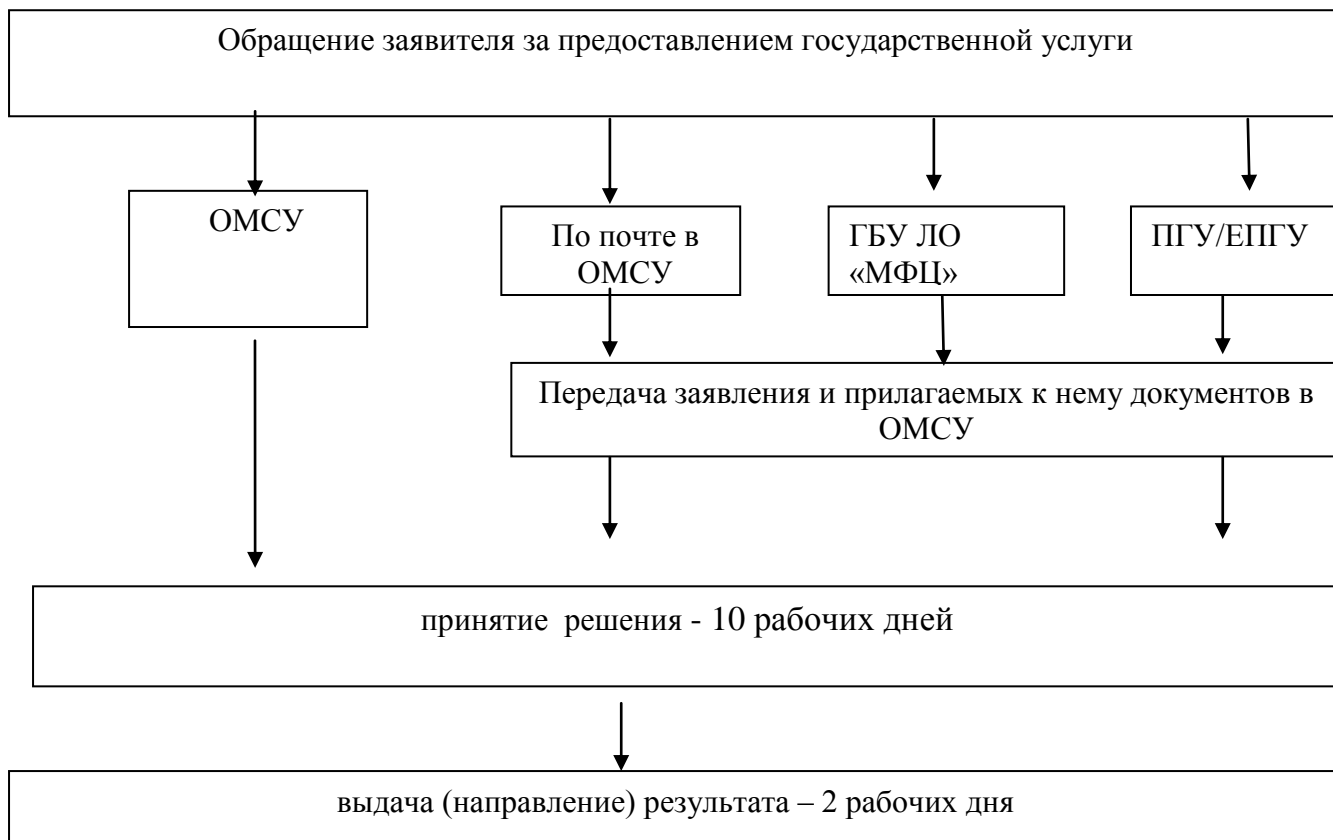 Обращение заявителя за предоставлением государственной услуги
ОМСУ
По почте в
ОМСУ
ГБУ ЛО
«МФЦ»
ПГУ/ЕПГУ
Передача заявления и прилагаемых к нему документов в
ОМСУ
принятие решения - 10 рабочих дней
выдача (направление) результата – 2 рабочих дня